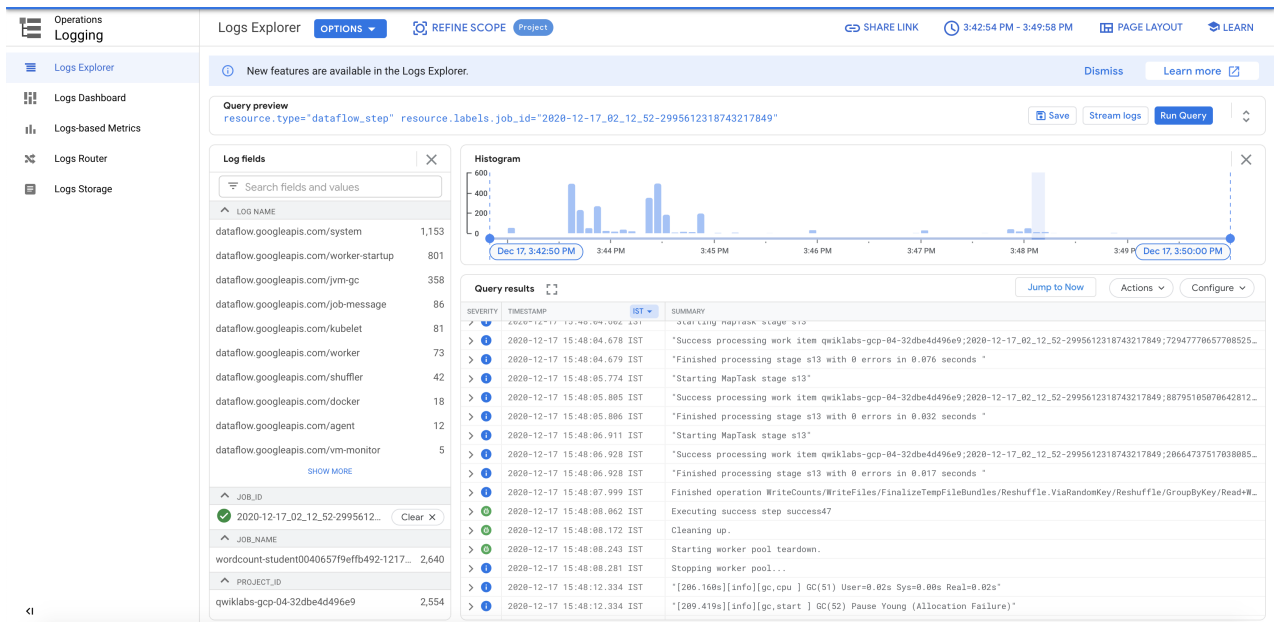 Operations
Logging
Logs Explorer
OPTIONS
REFINE SCOPE
Project
SHARE LINK
3:42:54 PM - 3:49:58 PM
PAGE LAYOUT
LEARN
Logs Explorer
Logs Dashboard
Logs-based Metrics
Logs Router
Logs Storage
New features are available in the Logs Explorer.
Dismiss
Learn more
Query preview
resource.type="dataflow_step" resource.labels.job_id="2020-12-17_02_12_52-2995612318743217849"
Save
Stream logs
Run Query
Log fields
Search fields and values
LOG NAME
dataflow.googleapis.com/system 1,153
dataflow.googleapis.com/worker-startup 801
dataflow.googleapis.com/jvm-gc 358
dataflow.googleapis.com/job-message 86
dataflow.googleapis.com/kubelet 81
dataflow.googleapis.com/worker 73
dataflow.googleapis.com/shuffler 42
dataflow.googleapis.com/docker 18
dataflow.googleapis.com/agent 12
dataflow.googleapis.com/vm-monitor 5
SHOW MORE
JOB_ID
2020-12-17_02_12_52-2995612... Clear
JOB_NAME
wordcount-student0040657f9effb492-1217... 2,640
PROJECT_ID
qwiklabs-gcp-04-32dbe4d496e9 2,554
Histogram
600
400
200
0
Dec 17, 3:42:50 PM
3:44 PM
3:45 PM
3:46 PM
3:47 PM
3:48 PM
3:49 P
Dec 17, 3:50:00 PM
Query results
Jump to Now
Actions
Configure
SEVERITY TIMESTAMP IST SUMMARY
2020-12-17 15:48:04.602 IST "Starting MapTask stage s13"
2020-12-17 15:48:04.678 IST "Success processing work item qwiklabs-gcp-04-32dbe4d496e9;2020-12-17_02_12_52-2995612318743217849;72947770657708525…
2020-12-17 15:48:04.679 IST "Finished processing stage s13 with 0 errors in 0.076 seconds "
2020-12-17 15:48:05.774 IST "Starting MapTask stage s13"
2020-12-17 15:48:05.805 IST "Success processing work item qwiklabs-gcp-04-32dbe4d496e9;2020-12-17_02_12_52-2995612318743217849;88795105070642812…
2020-12-17 15:48:05.806 IST "Finished processing stage s13 with 0 errors in 0.032 seconds "
2020-12-17 15:48:06.911 IST "Starting MapTask stage s13"
2020-12-17 15:48:06.928 IST "Success processing work item qwiklabs-gcp-04-32dbe4d496e9;2020-12-17_02_12_52-2995612318743217849;20664737517038085…
2020-12-17 15:48:06.928 IST "Finished processing stage s13 with 0 errors in 0.017 seconds "
2020-12-17 15:48:07.999 IST Finished operation WriteCounts/WriteFiles/FinalizeTempFileBundles/Reshuffle.ViaRandomKey/Reshuffle/GroupByKey/Read+W…
2020-12-17 15:48:08.062 IST Executing success step success47
2020-12-17 15:48:08.172 IST Cleaning up.
2020-12-17 15:48:08.243 IST Starting worker pool teardown.
2020-12-17 15:48:08.281 IST Stopping worker pool...
2020-12-17 15:48:12.334 IST "[206.160s][info][gc,cpu ] GC(51) User=0.02s Sys=0.00s Real=0.02s"
2020-12-17 15:48:12.334 IST "[209.419s][info][gc,start ] GC(52) Pause Young (Allocation Failure)"